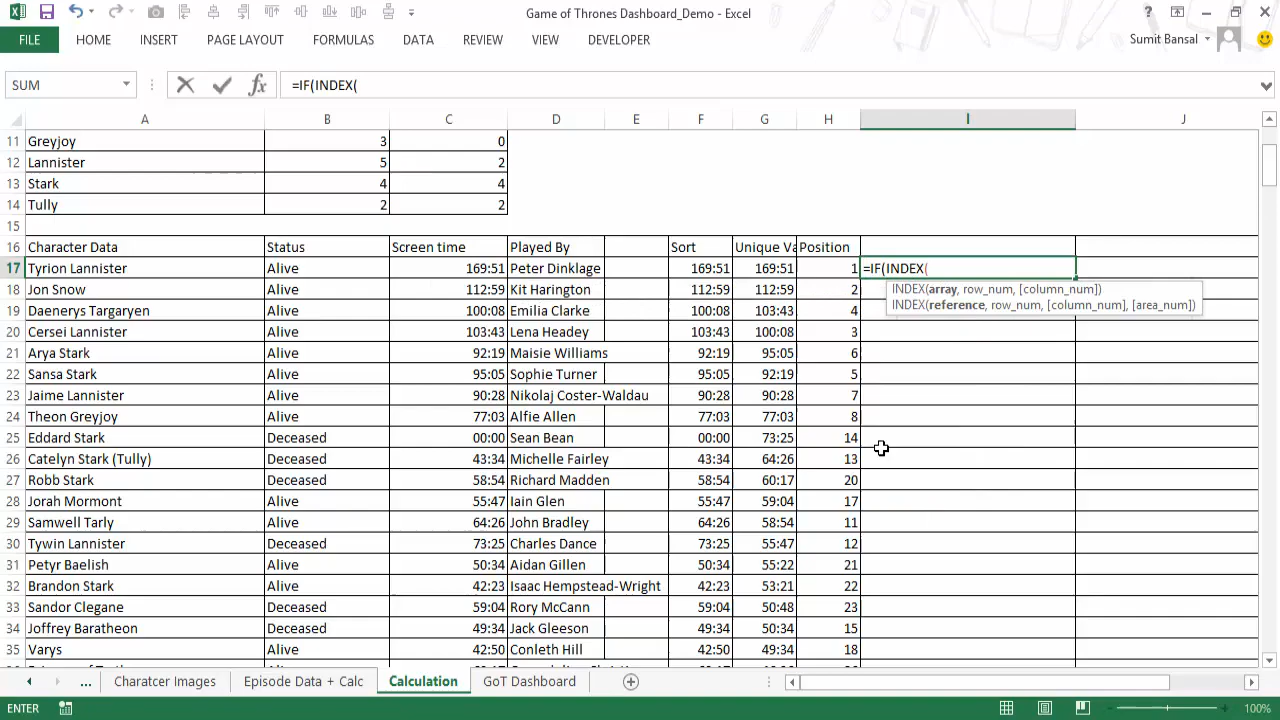 Game of Thrones Dashboard_Demo - Excel
FILE HOME INSERT PAGE LAYOUT FORMULAS DATA REVIEW VIEW DEVELOPER Sumit Bansal
SUM fx =IF(INDEX(
A B C D E F G H I J
11 Greyjoy 3 0
12 Lannister 5 2
13 Stark 4 4
14 Tully 2 2
15
16 Character Data Status Screen time Played By Sort Unique Va Position
17 Tyrion Lannister Alive 169:51 Peter Dinklage 169:51 169:51 1 =IF(INDEX(
18 Jon Snow Alive 112:59 Kit Harington 112:59 112:59 2 INDEX(array, row_num, [column_num])
INDEX(reference, row_num, [column_num], [area_num])
19 Daenerys Targaryen Alive 100:08 Emilia Clarke 100:08 103:43 4
20 Cersei Lannister Alive 103:43 Lena Headey 103:43 100:08 3
21 Arya Stark Alive 92:19 Maisie Williams 92:19 95:05 6
22 Sansa Stark Alive 95:05 Sophie Turner 95:05 92:19 5
23 Jaime Lannister Alive 90:28 Nikolaj Coster-Waldau 90:28 90:28 7
24 Theon Greyjoy Alive 77:03 Alfie Allen 77:03 77:03 8
25 Eddard Stark Deceased 00:00 Sean Bean 00:00 73:25 14
26 Catelyn Stark (Tully) Deceased 43:34 Michelle Fairley 43:34 64:26 13
27 Robb Stark Deceased 58:54 Richard Madden 58:54 60:17 20
28 Jorah Mormont Alive 55:47 Iain Glen 55:47 59:04 17
29 Samwell Tarly Alive 64:26 John Bradley 64:26 58:54 11
30 Tywin Lannister Deceased 73:25 Charles Dance 73:25 55:47 12
31 Petyr Baelish Alive 50:34 Aidan Gillen 50:34 55:22 21
32 Brandon Stark Alive 42:23 Isaac Hempstead-Wright 42:23 53:21 22
33 Sandor Clegane Deceased 59:04 Rory McCann 59:04 50:48 23
34 Joffrey Baratheon Deceased 49:34 Jack Gleeson 49:34 50:34 15
35 Varys Alive 42:50 Conleth Hill 42:50 49:34 18
... Charatcer Images Episode Data + Calc Calculation GoT Dashboard
ENTER 100%